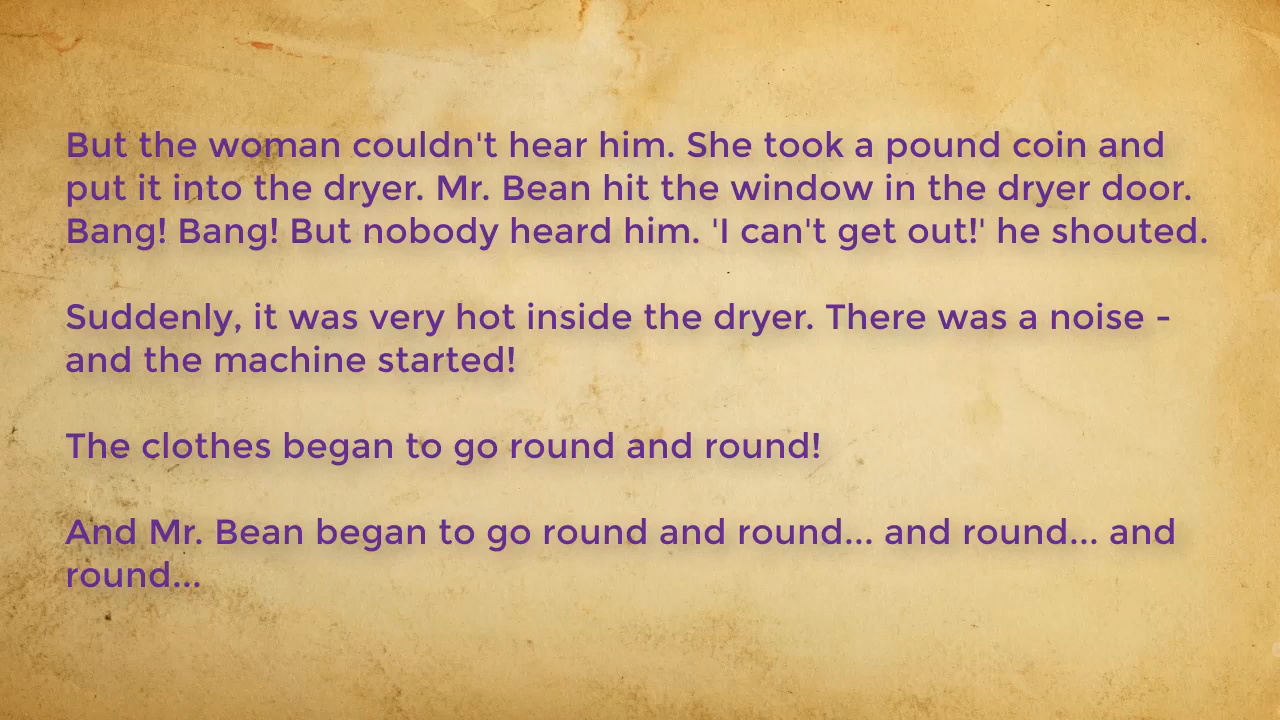 But the woman couldn't hear him. She took a pound coin and
put it into the dryer. Mr. Bean hit the window in the dryer door.
Bang! Bang! But nobody heard him. 'I can't get out!' he shouted.
Suddenly, it was very hot inside the dryer. There was a noise -
and the machine started!
The clothes began to go round and round!
And Mr. Bean began to go round and round... and round... and
round...